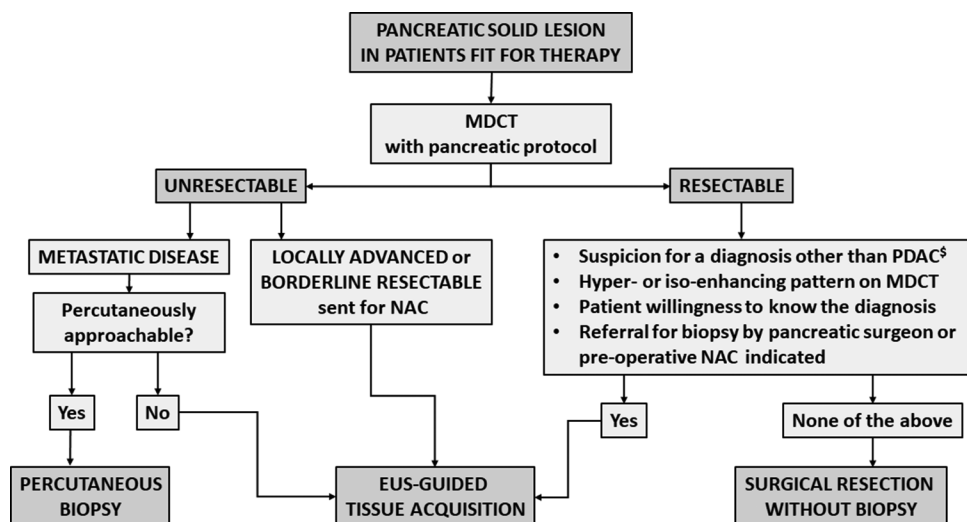 PANCREATIC SOLID LESION
IN PATIENTS FIT FOR THERAPY
MDCT
with pancreatic protocol
UNRESECTABLE
RESECTABLE
METASTATIC DISEASE
LOCALLY ADVANCED or
BORDERLINE RESECTABLE
sent for NAC
• Suspicion for a diagnosis other than PDAC$
• Hyper- or iso-enhancing pattern on MDCT
• Patient willingness to know the diagnosis
• Referral for biopsy by pancreatic surgeon or
pre-operative NAC indicated
Percutaneously
approachable?
Yes
No
Yes
None of the above
PERCUTANEOUS
BIOPSY
EUS-GUIDED
TISSUE ACQUISITION
SURGICAL RESECTION
WITHOUT BIOPSY